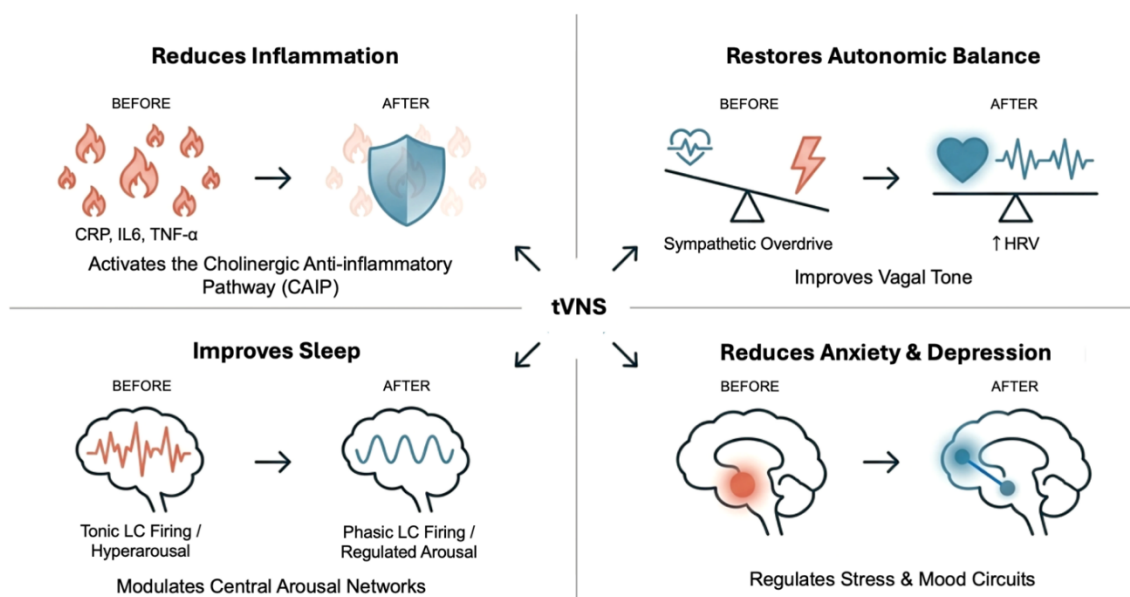 Reduces Inflammation
BEFORE
AFTER
CRP, IL6, TNF-α
Activates the Cholinergic Anti-inflammatory
Pathway (CAIP)
Restores Autonomic Balance
BEFORE
AFTER
Sympathetic Overdrive
↑ HRV
Improves Vagal Tone
tVNS
Improves Sleep
BEFORE
AFTER
Tonic LC Firing /
Hyperarousal
Phasic LC Firing /
Regulated Arousal
Modulates Central Arousal Networks
Reduces Anxiety & Depression
BEFORE
AFTER
Regulates Stress & Mood Circuits